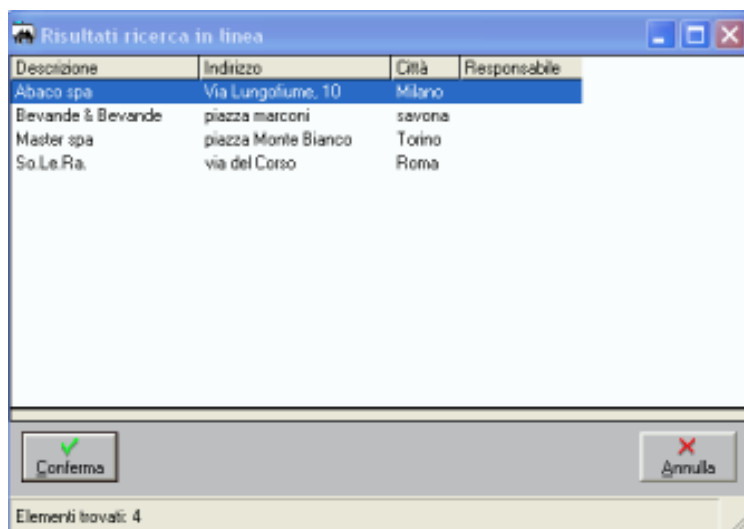 Risultati ricerca in linea
Descrizione Indirizzo Città Responsabile
Abaco spa Via Lungofiume, 10 Milano
Bevande & Bevande piazza marconi savona
Master spa piazza Monte Bianco Torino
So.Le.Ra. via del Corso Roma
Conferma Annulla
Elementi trovati: 4